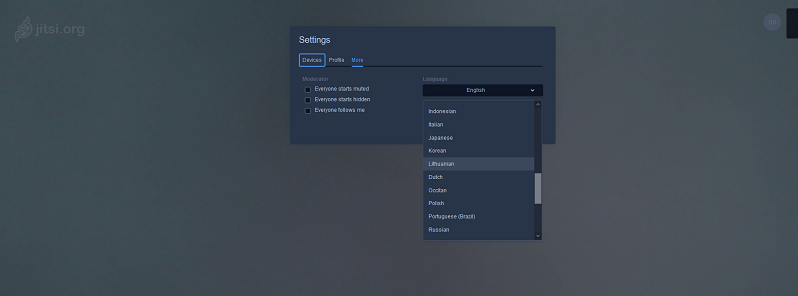 jitsi.org
Settings
Devices Profile More
Moderator
Everyone starts muted
Everyone starts hidden
Everyone follows me
Language
English
Indonesian
Italian
Japanese
Korean
Lithuanian
Dutch
Occitan
Polish
Portuguese (Brazil)
Russian